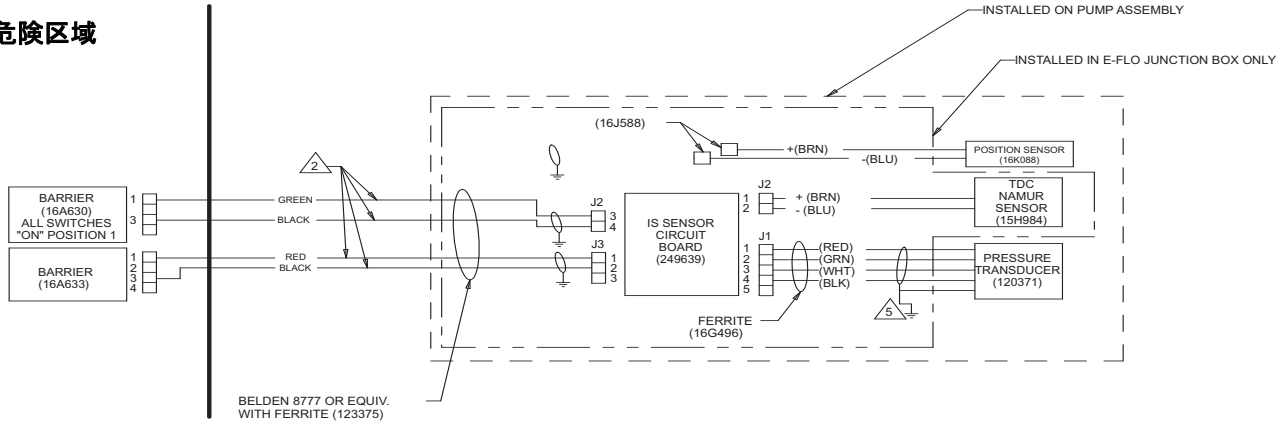 危险区域
INSTALLED ON PUMP ASSEMBLY
INSTALLED IN E-FLO JUNCTION BOX ONLY
(16J588)
+(BRN)
-(BLU)
POSITION SENSOR
(16K088)
2
BARRIER
(16A630)
ALL SWITCHES
"ON" POSITION 1
1
3
GREEN
BLACK
J2
3
4
IS SENSOR
CIRCUIT
BOARD
(249639)
J2
1
2
+ (BRN)
- (BLU)
TDC
NAMUR
SENSOR
(15H984)
BARRIER
(16A633)
1
2
3
4
RED
BLACK
J3
1
2
3
J1
1
2
3
4
5
(RED)
(GRN)
(WHT)
(BLK)
PRESSURE
TRANSDUCER
(120371)
5
FERRITE
(16G496)
BELDEN 8777 OR EQUIV.
WITH FERRITE (123375)